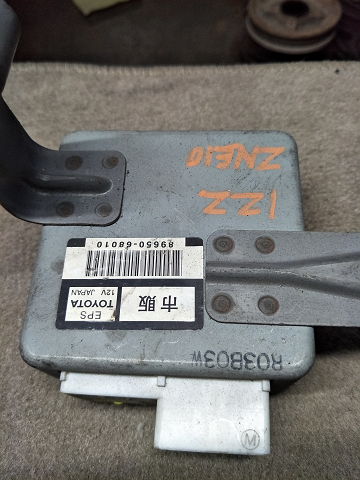 ZNE10
1ZZ
89650-68010
EPS
12V
TOYOTA
JAPAN
市販
R03B03W
M